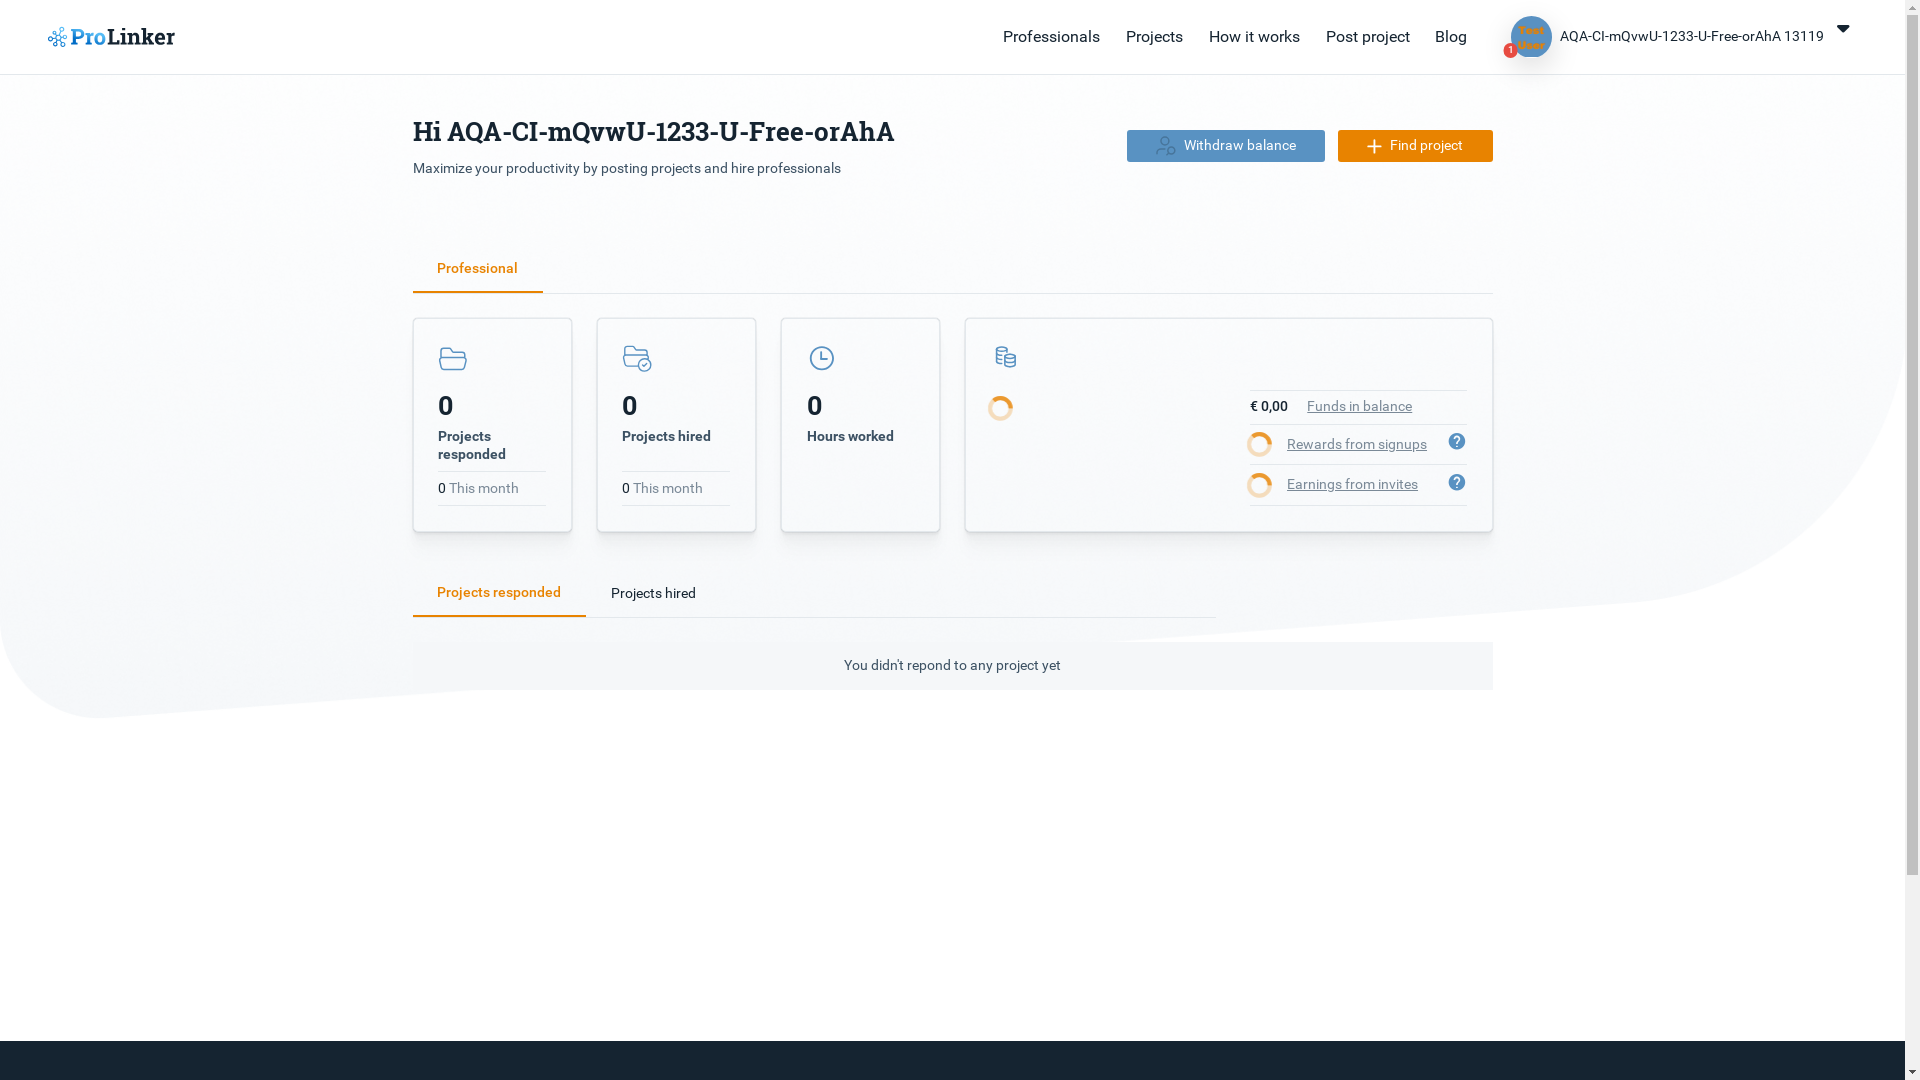 ProLinker
Professionals
Projects
How it works
Post project
Blog
Test
User
1
AQA-CI-mQvwU-1233-U-Free-orAhA 13119
Hi AQA-CI-mQvwU-1233-U-Free-orAhA
Maximize your productivity by posting projects and hire professionals
Withdraw balance
Find project
Professional
0
Projects
responded
0 This month
0
Projects hired
0 This month
0
Hours worked
€ 0,00 Funds in balance
Rewards from signups ?
Earnings from invites ?
Projects responded
Projects hired
You didn't repond to any project yet